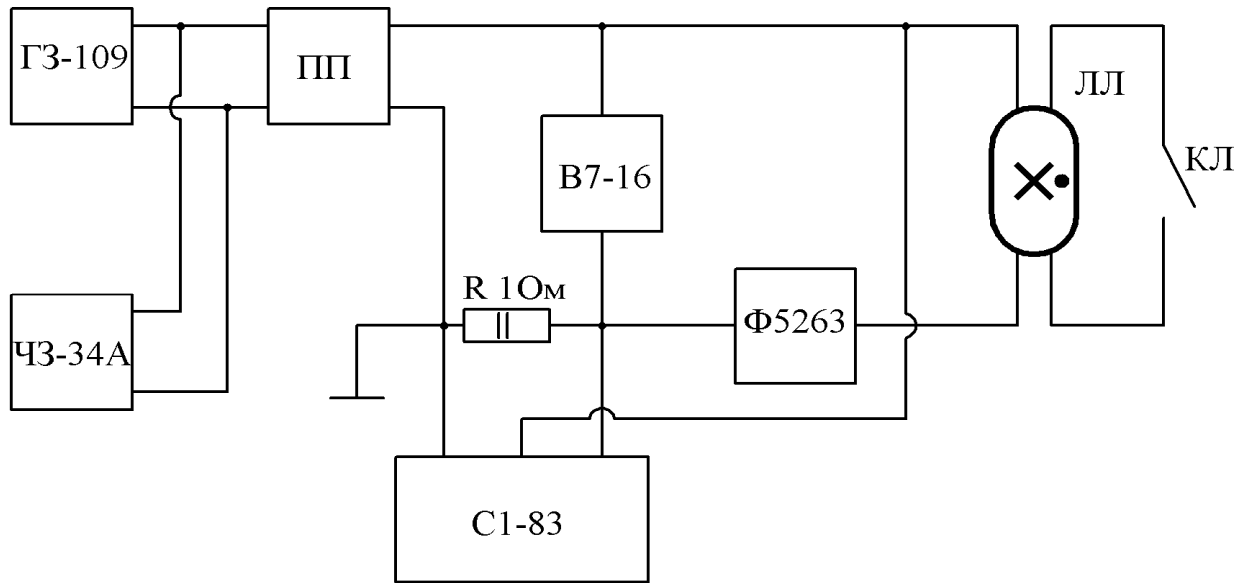 ГЗ-109
ПП
ЛЛ
КЛ
В7-16
R 1Ом
Ф5263
ЧЗ-34А
С1-83